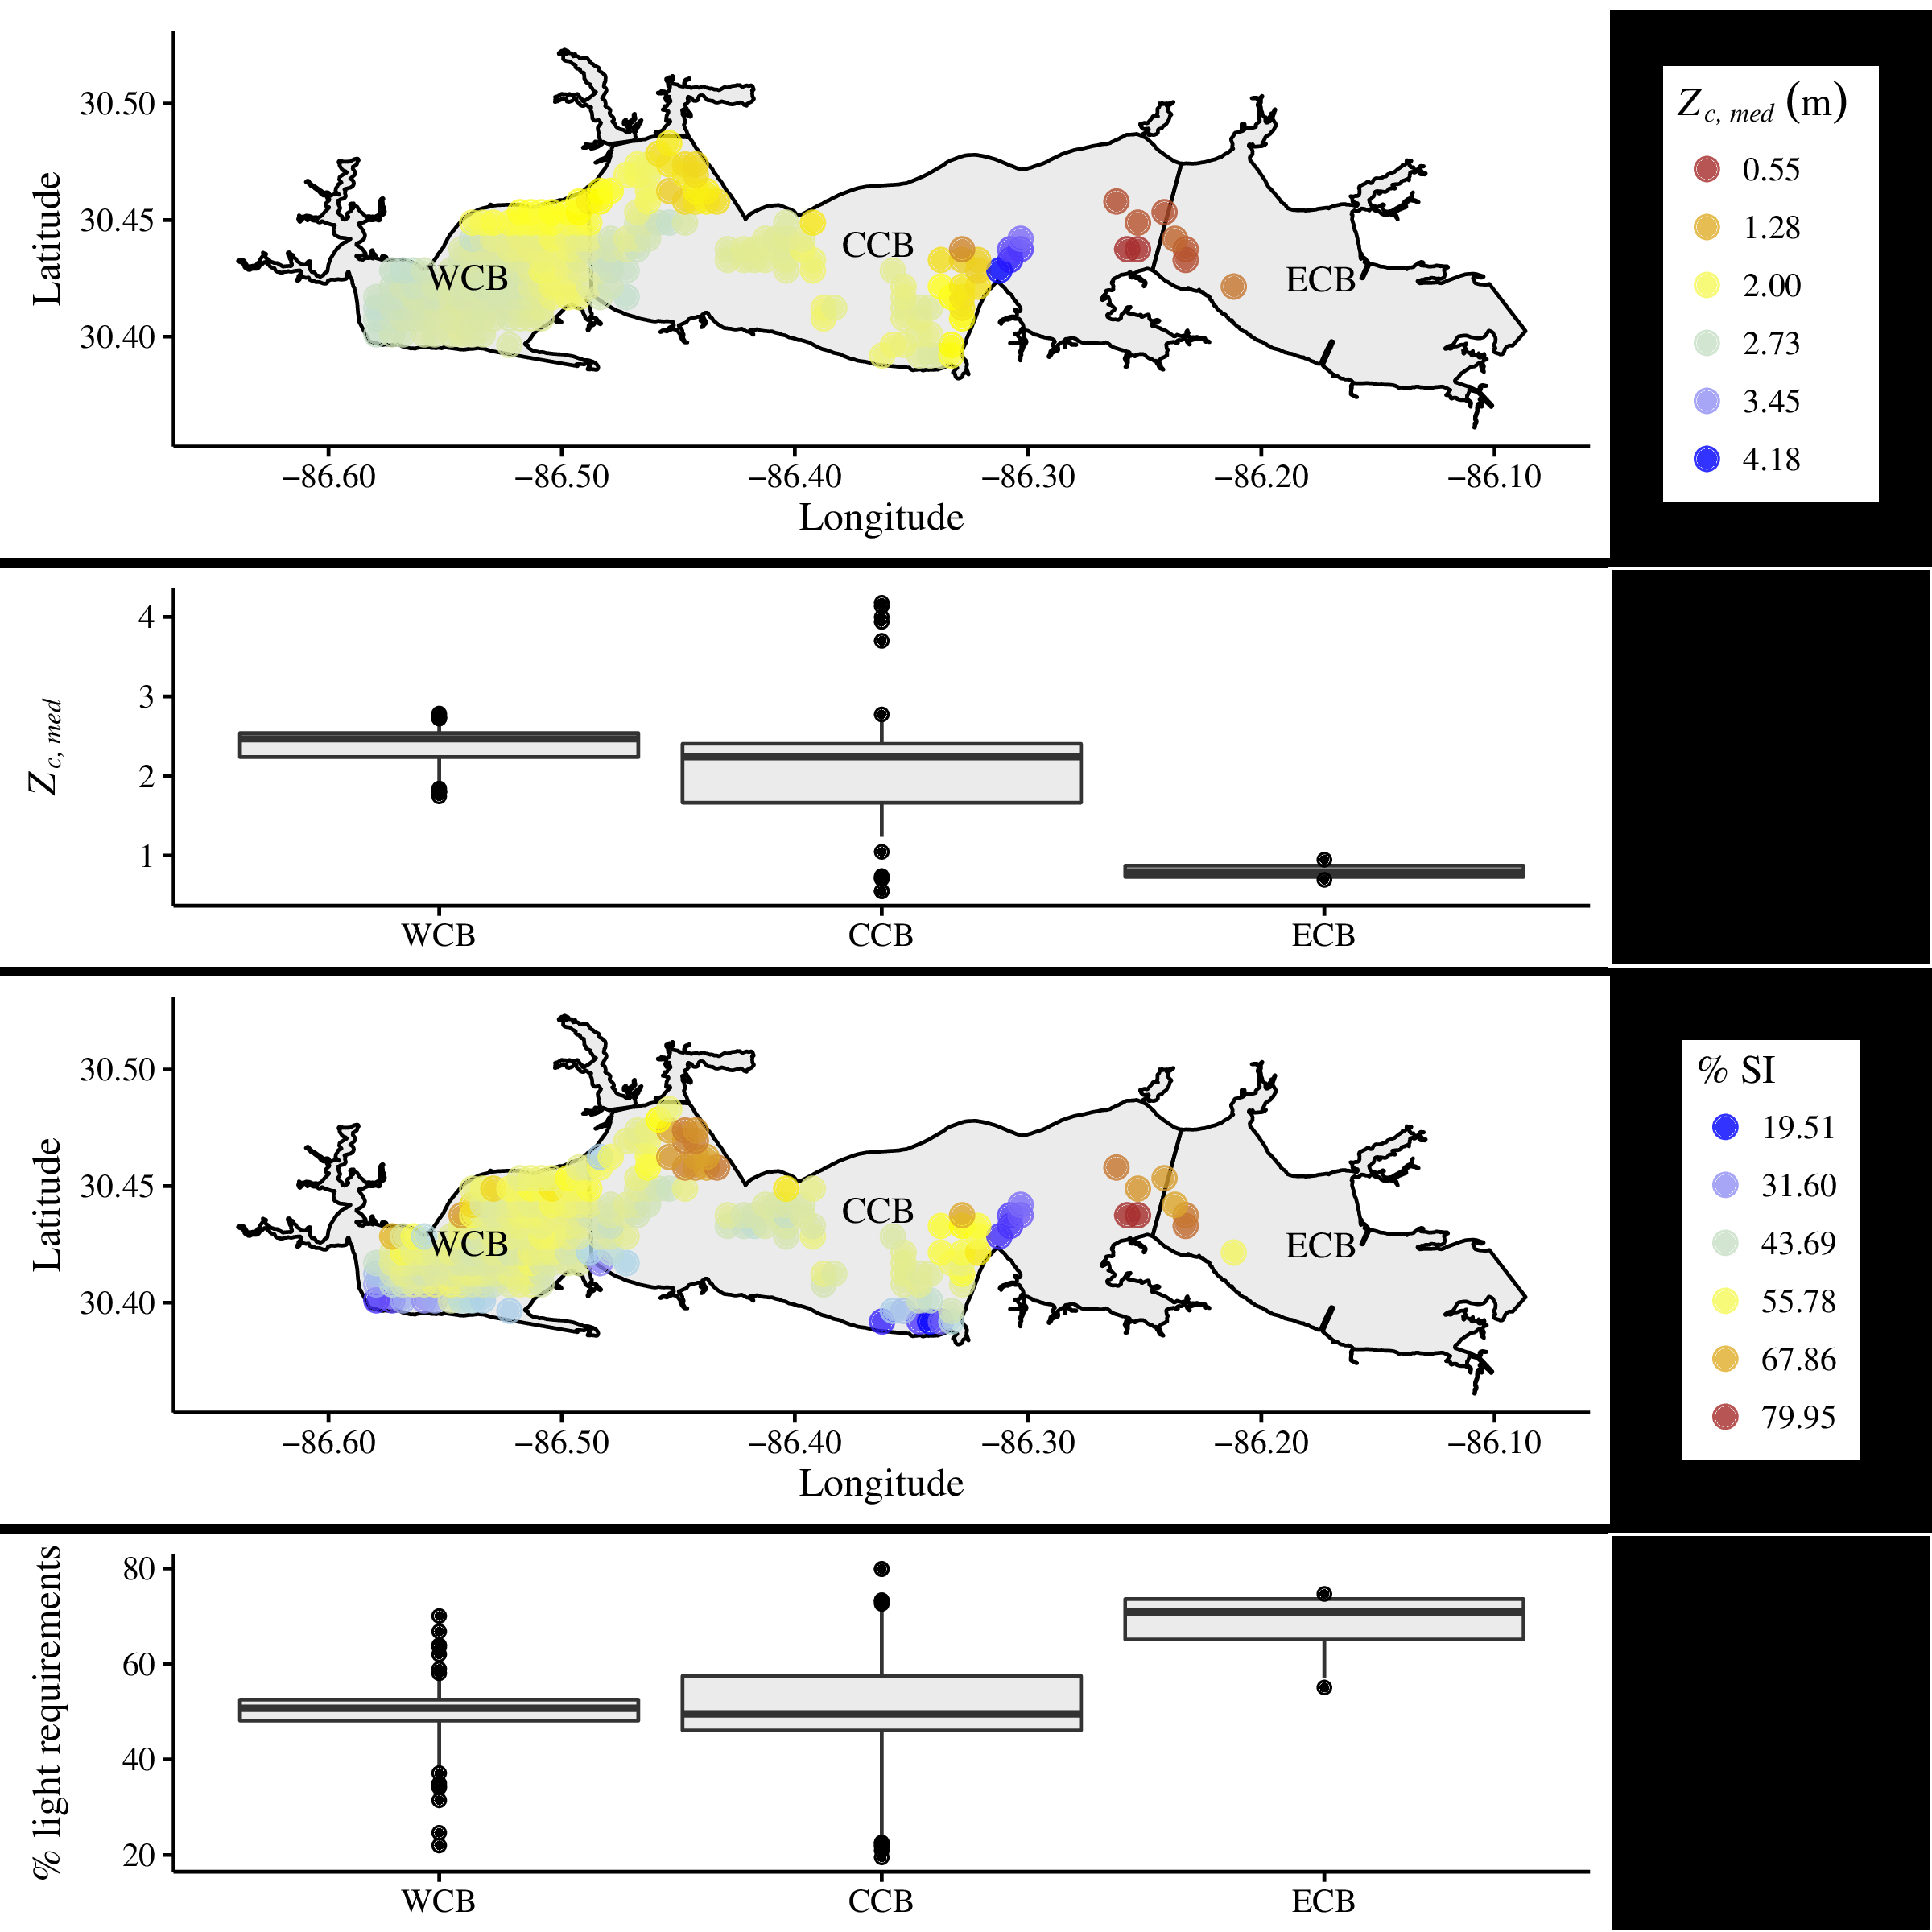 Z c, med (m)
0.55
1.28
2.00
2.73
3.45
4.18
30.50
30.45
30.40
Latitude
WCB
CCB
ECB
−86.60 −86.50 −86.40 −86.30 −86.20 −86.10
Longitude
4
3
2
1
Z c, med
WCB CCB ECB
% SI
19.51
31.60
43.69
55.78
67.86
79.95
30.50
30.45
30.40
Latitude
WCB
CCB
ECB
−86.60 −86.50 −86.40 −86.30 −86.20 −86.10
Longitude
80
60
40
20
% light requirements
WCB CCB ECB